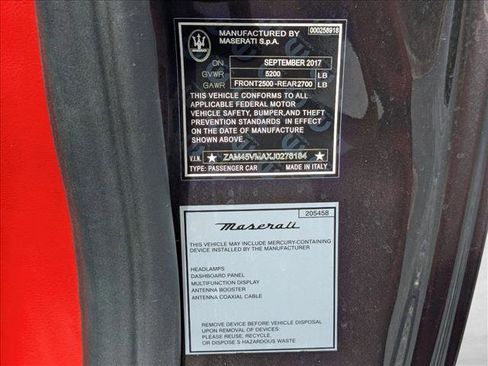 MANUFACTURED BY 000258918
MASERATI S.p.A.
ON SEPTEMBER 2017
GVWR 5200 LB
GAWR FRONT2500-REAR2700 LB
THIS VEHICLE CONFORMS TO ALL
APPLICABLE FEDERAL MOTOR
VEHICLE SAFETY, BUMPER,AND THEFT
PREVENTION STANDARDS IN EFFECT
ON THE DATE OF MANUFACTURE
SHOWN ABOVE.
V.I.N. ★ ZAM45VMAXJ0278184 ★
TYPE: PASSENGER CAR MADE IN ITALY
205458
Maserati
THIS VEHICLE MAY INCLUDE MERCURY-CONTAINING
DEVICE INSTALLED BY THE MANUFACTURER
HEADLAMPS
DASHBOARD PANEL
MULTIFUNCTION DISPLAY
ANTENNA BOOSTER
ANTENNA COAXIAL CABLE
REMOVE DEVICE BEFORE VEHICLE DISPOSAL
UPON REMOVAL OF DEVICES
PLEASE REUSE, RECYCLE,
OR DISPOSE S HAZARDOUS WASTE